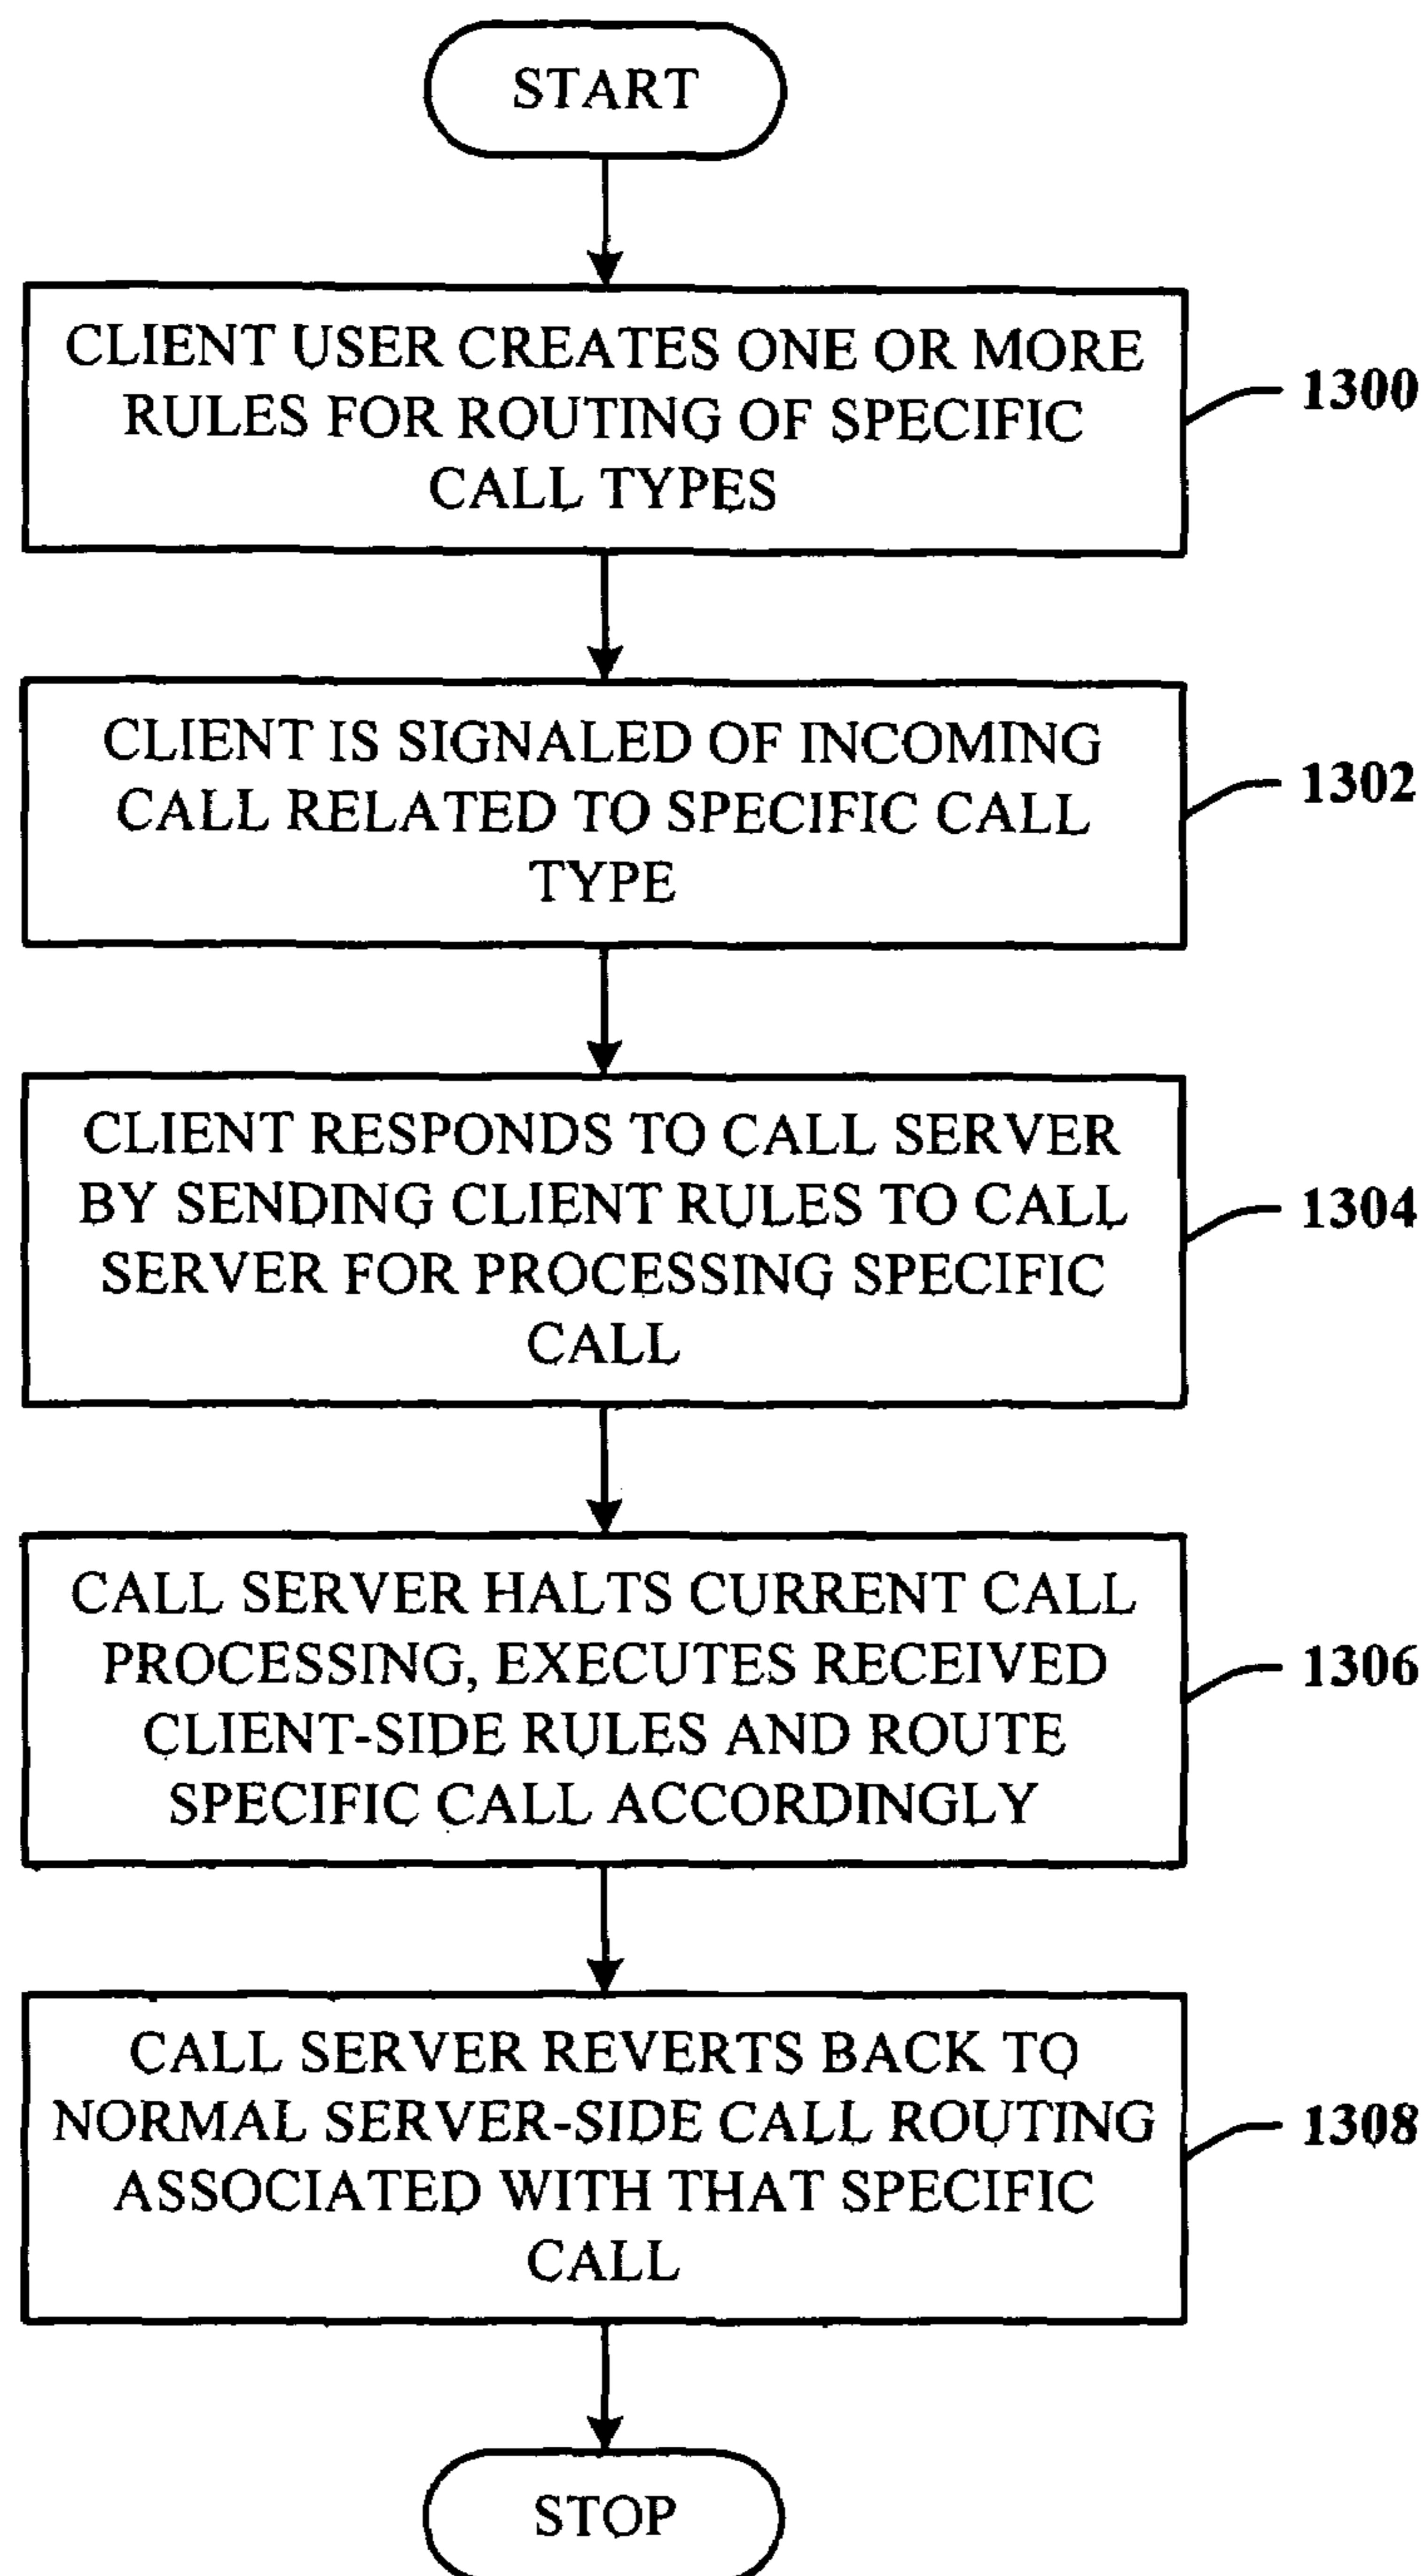 START
CLIENT USER CREATES ONE OR MORE
RULES FOR ROUTING OF SPECIFIC
CALL TYPES
1300
CLIENT IS SIGNALED OF INCOMING
CALL RELATED TO SPECIFIC CALL
TYPE
1302
CLIENT RESPONDS TO CALL SERVER
BY SENDING CLIENT RULES TO CALL
SERVER FOR PROCESSING SPECIFIC
CALL
1304
CALL SERVER HALTS CURRENT CALL
PROCESSING, EXECUTES RECEIVED
CLIENT-SIDE RULES AND ROUTE
SPECIFIC CALL ACCORDINGLY
1306
CALL SERVER REVERTS BACK TO
NORMAL SERVER-SIDE CALL ROUTING
ASSOCIATED WITH THAT SPECIFIC
CALL
1308
STOP